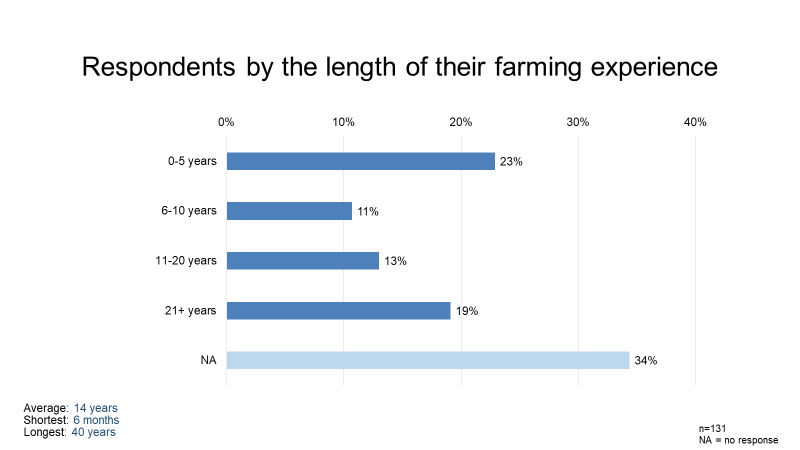 Respondents by the length of their farming experience
0% 10% 20% 30% 40%
0-5 years 23%
6-10 years 11%
11-20 years 13%
21+ years 19%
NA 34%
Average: 14 years
Shortest: 6 months
Longest: 40 years
n=131
NA = no response